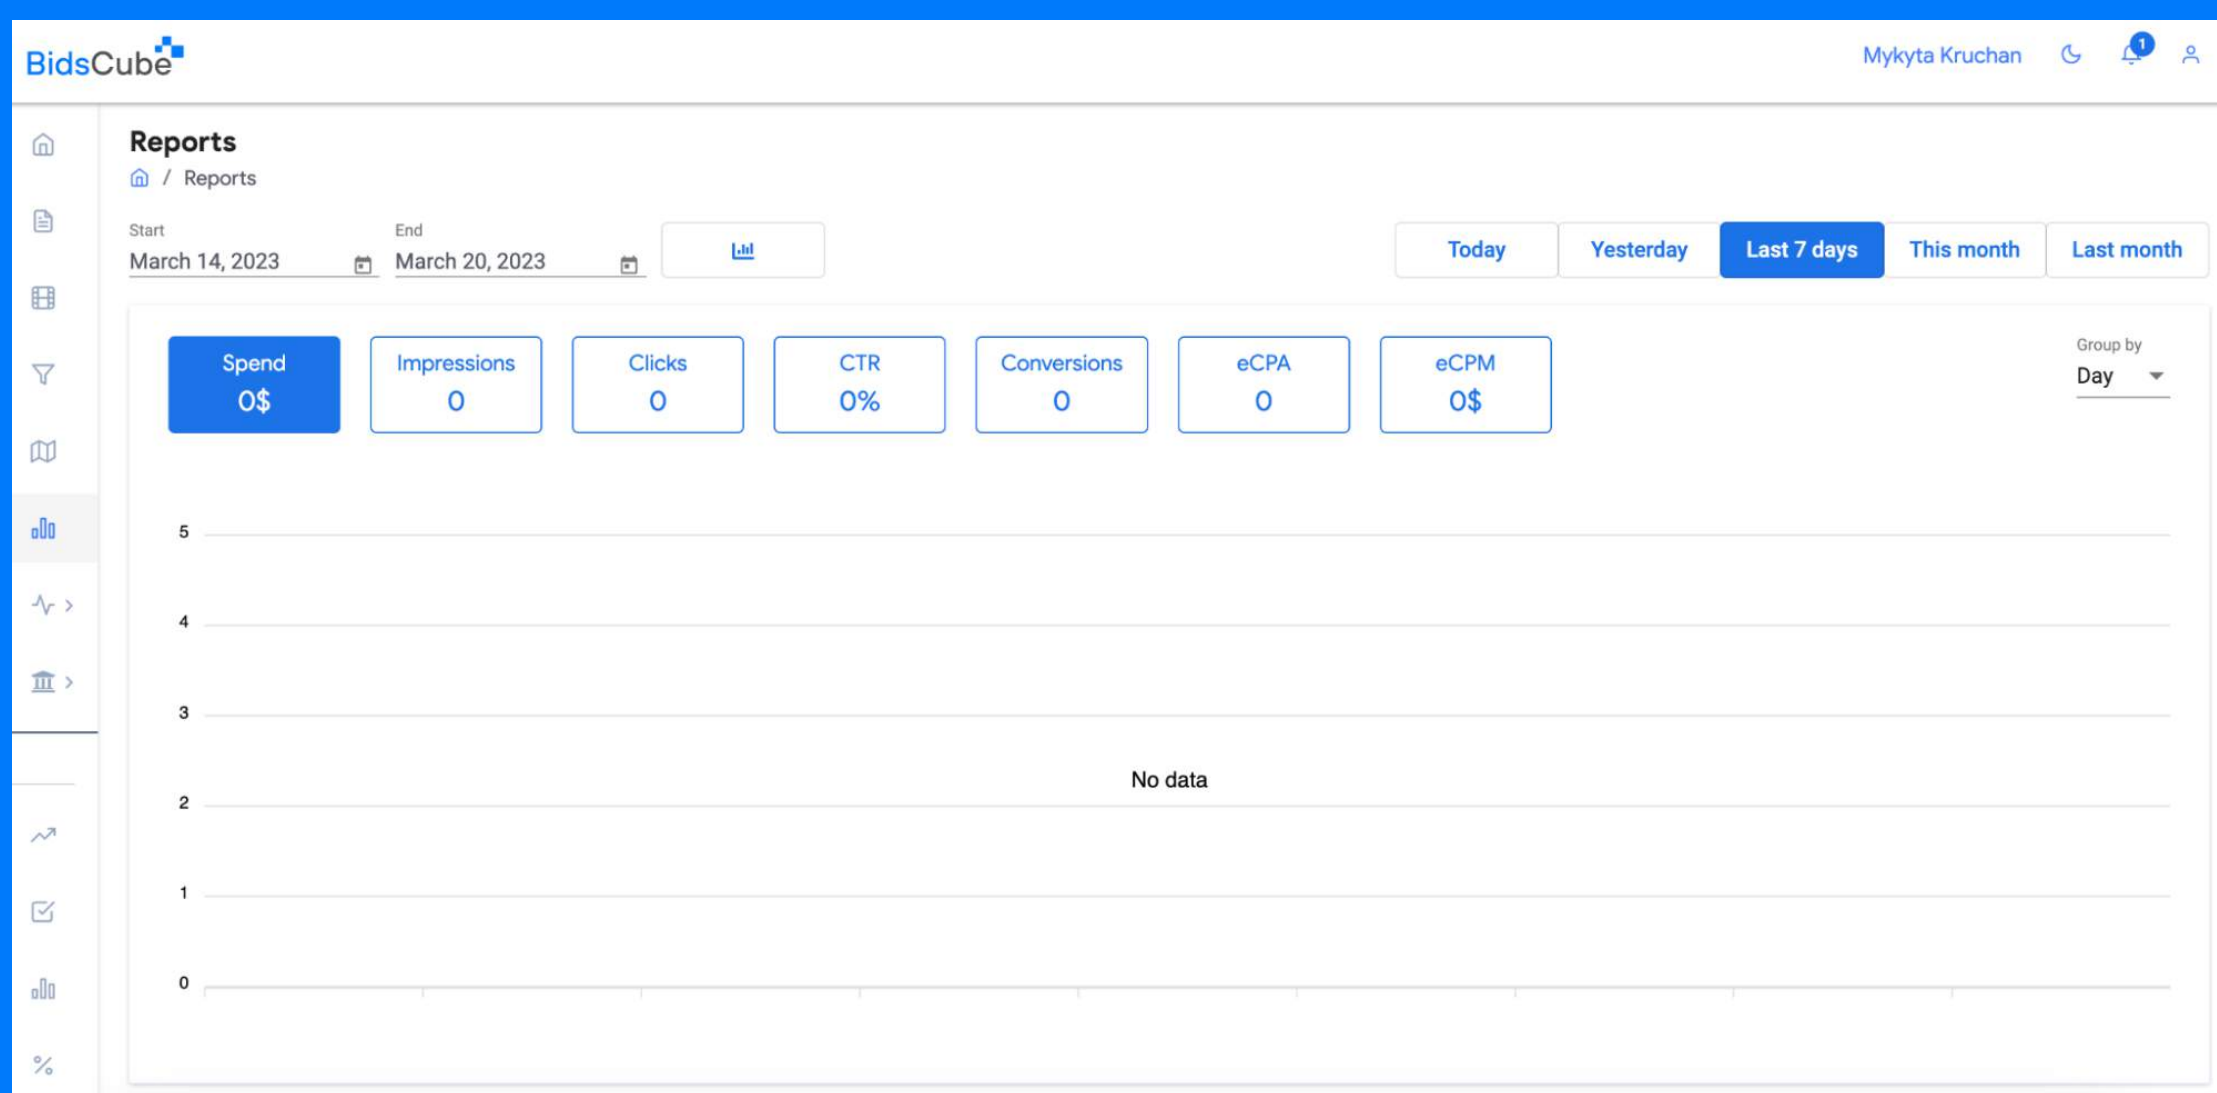 BidsCube
Mykyta Kruchan
1
Reports
/ Reports
Start
March 14, 2023
End
March 20, 2023
Today
Yesterday
Last 7 days
This month
Last month
Spend
0$
Impressions
0
Clicks
0
CTR
0%
Conversions
0
eCPA
0
eCPM
0$
Group by
Day
5
4
3
No data
2
1
0